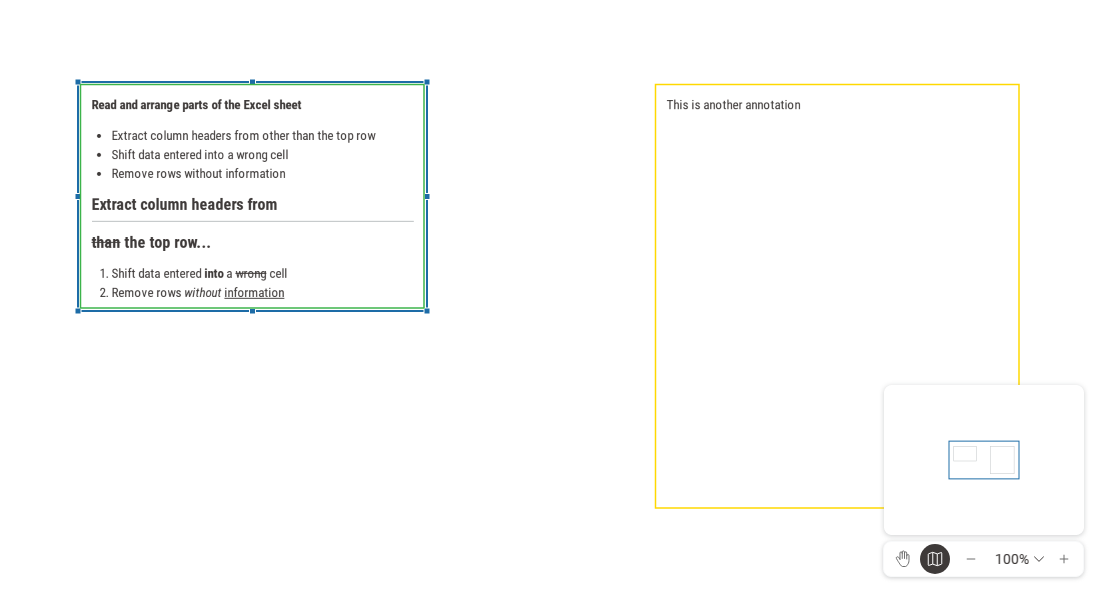 Read and arrange parts of the Excel sheet
• Extract column headers from other than the top row
• Shift data entered into a wrong cell
• Remove rows without information
Extract column headers from
than the top row...
1. Shift data entered into a wrong cell
2. Remove rows without information
This is another annotation
100%